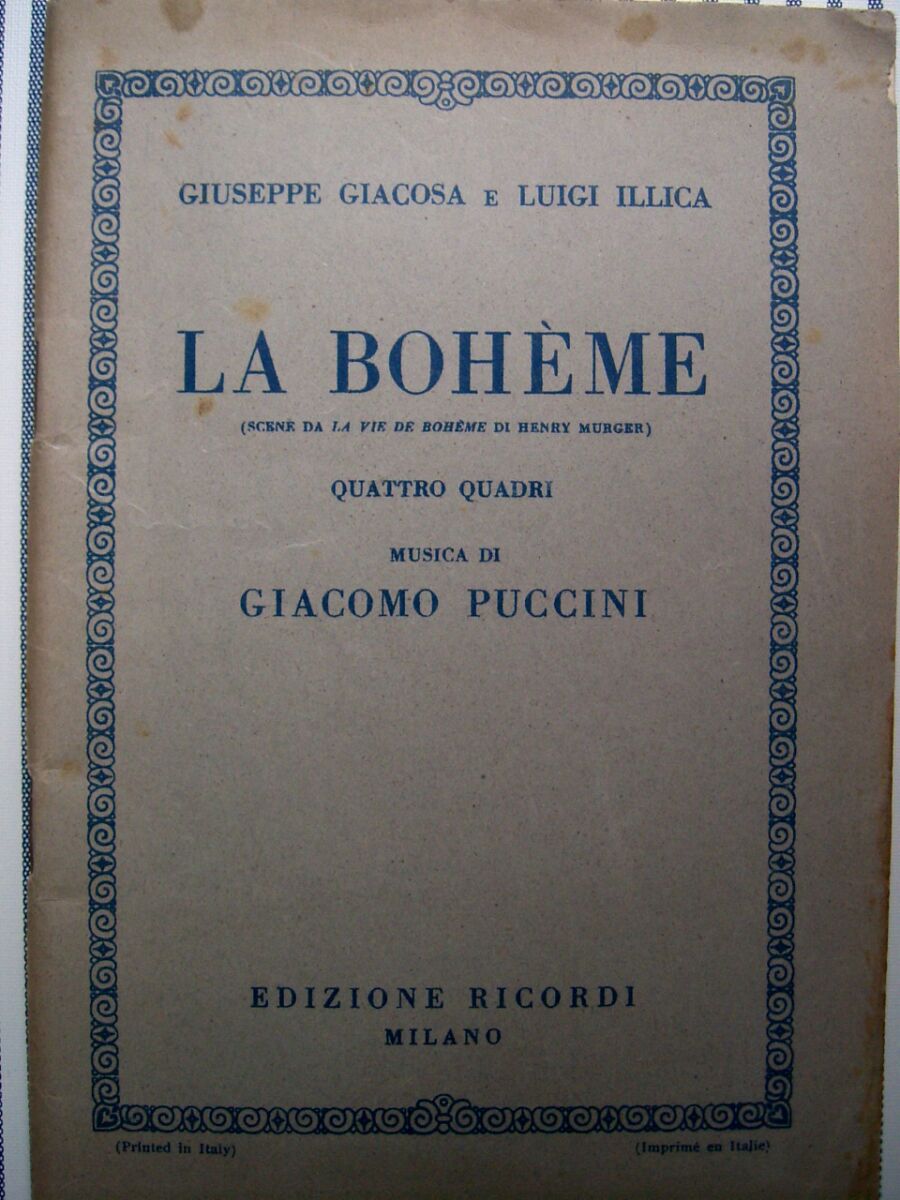 GIUSEPPE GIACOSA E LUIGI ILLICA
LA BOHÈME
(SCENE DA LA VIE DE BOHÊME DI HENRY MURGER)
QUATTRO QUADRI
MUSICA DI
GIACOMO PUCCINI
EDIZIONE RICORDI
MILANO
(Printed in Italy) (Imprimé en Italie)